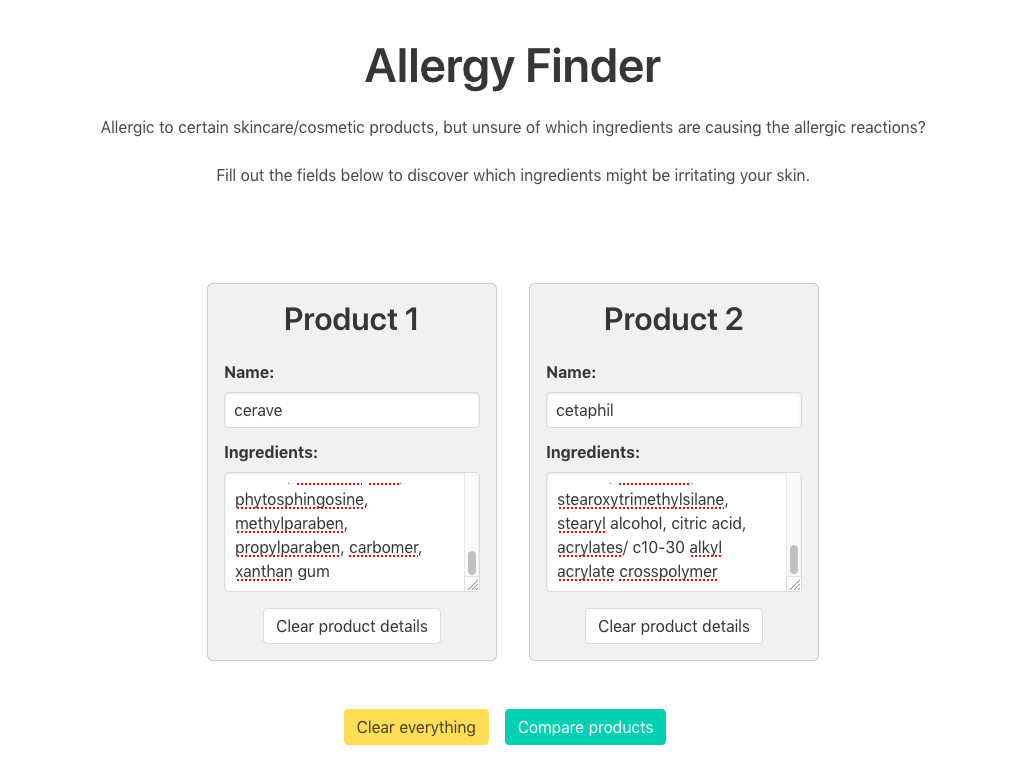 Allergy Finder
Allergic to certain skincare/cosmetic products, but unsure of which ingredients are causing the allergic reactions?
Fill out the fields below to discover which ingredients might be irritating your skin.
Product 1
Name:
cerave
Ingredients:
phytosphingosine,
methylparaben,
propylparaben, carbomer,
xanthan gum
Clear product details
Product 2
Name:
cetaphil
Ingredients:
stearoxytrimethylsilane,
stearyl alcohol, citric acid,
acrylates/ c10-30 alkyl
acrylate crosspolymer
Clear product details
Clear everything
Compare products